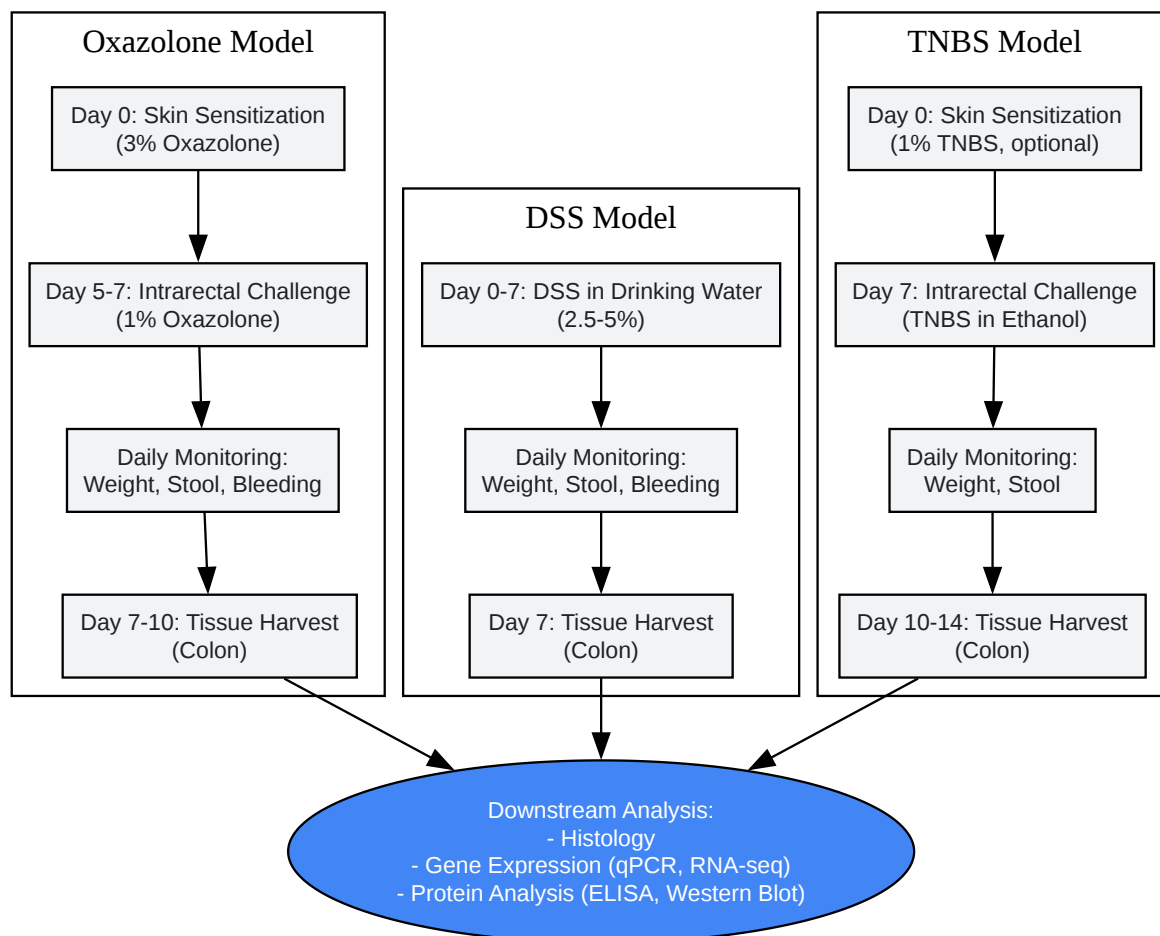 Oxazolone Model
Day 0: Skin Sensitization
(3% Oxazolone)
Day 5-7: Intrarectal Challenge
(1% Oxazolone)
Daily Monitoring:
Weight, Stool, Bleeding
Day 7-10: Tissue Harvest
(Colon)
DSS Model
Day 0-7: DSS in Drinking Water
(2.5-5%)
Daily Monitoring:
Weight, Stool, Bleeding
Day 7: Tissue Harvest
(Colon)
TNBS Model
Day 0: Skin Sensitization
(1% TNBS, optional)
Day 7: Intrarectal Challenge
(TNBS in Ethanol)
Daily Monitoring:
Weight, Stool
Day 10-14: Tissue Harvest
(Colon)
Downstream Analysis:
- Histology
- Gene Expression (qPCR, RNA-seq)
- Protein Analysis (ELISA, Western Blot)